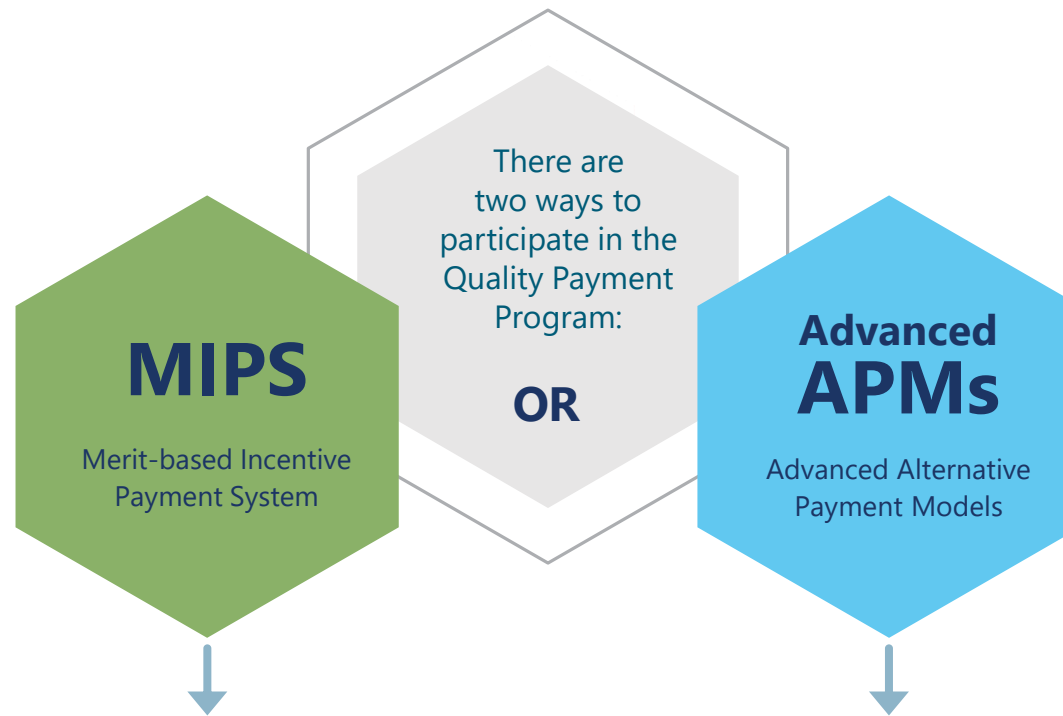 There are
two ways to
participate in the
Quality Payment
Program:
OR
MIPS
Merit-based Incentive
Payment System
Advanced
APMs
Advanced Alternative
Payment Models